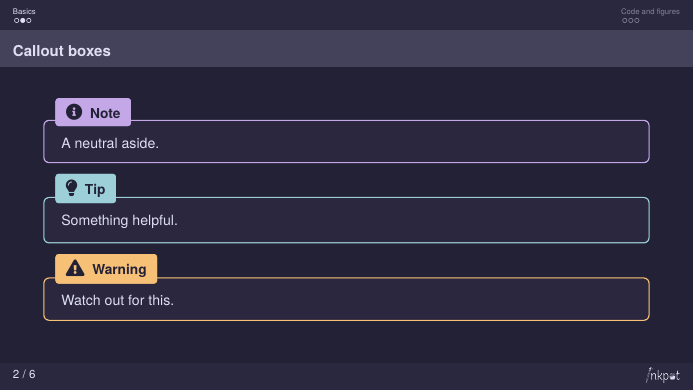 Basics
Code and figures
Callout boxes
Note
A neutral aside.
Tip
Something helpful.
Warning
Watch out for this.
2 / 6
Inkpot